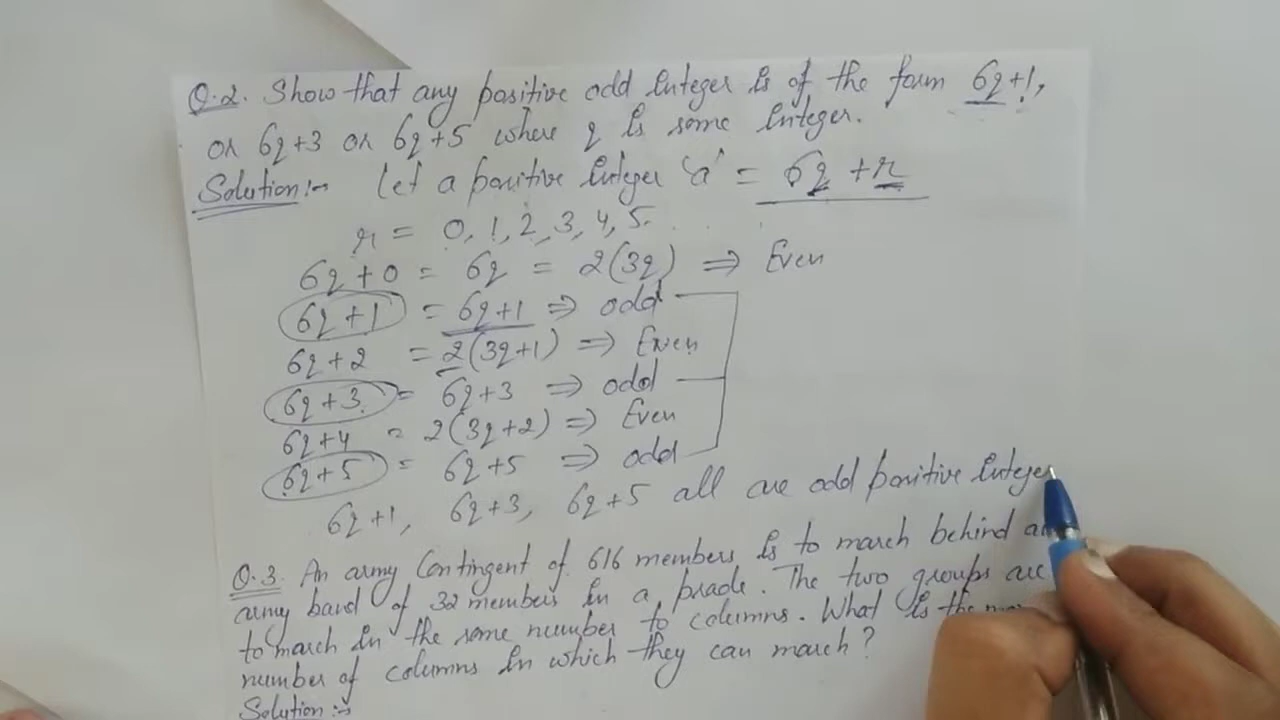 Q.2. Show that any positive odd integer is of the form 6q+1,
or 6q+3 or 6q+5 where q is some integer.
Solution:- Let a positive integer 'a' = 6q + r
r = 0, 1, 2, 3, 4, 5.
6q+0 = 6q = 2(3q) ⇒ Even
6q+1 = 6q+1 ⇒ odd
6q+2 = 2(3q+1) ⇒ Even
6q+3 = 6q+3 ⇒ odd
6q+4 = 2(3q+2) ⇒ Even
6q+5 = 6q+5 ⇒ odd
6q+1, 6q+3, 6q+5 all are odd positive integer
Q.3. An army Contingent of 616 members is to march behind an
army band of 32 members in a prade. The two groups are
to march in the same number to columns. What is the
number of columns in which they can march?
Solution:-